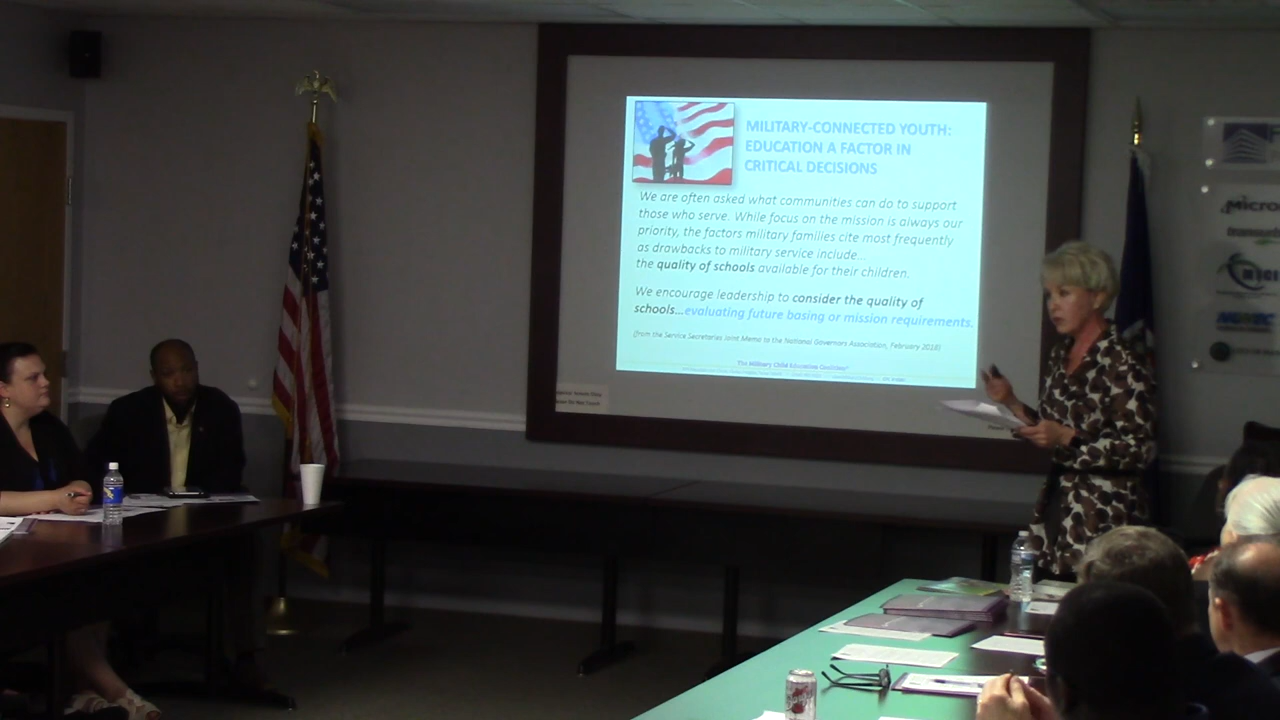 MILITARY-CONNECTED YOUTH:
EDUCATION A FACTOR IN
CRITICAL DECISIONS
We are often asked what communities can do to support
those who serve. While focus on the mission is always our
priority, the factors military families cite most frequently
as drawbacks to military service include...
the quality of schools available for their children.
We encourage leadership to consider the quality of
schools...evaluating future basing or mission requirements.
(from the Service Secretaries Joint Memo to the National Governors Association, February 2018)
The Military Child Education Coalition®
Micro